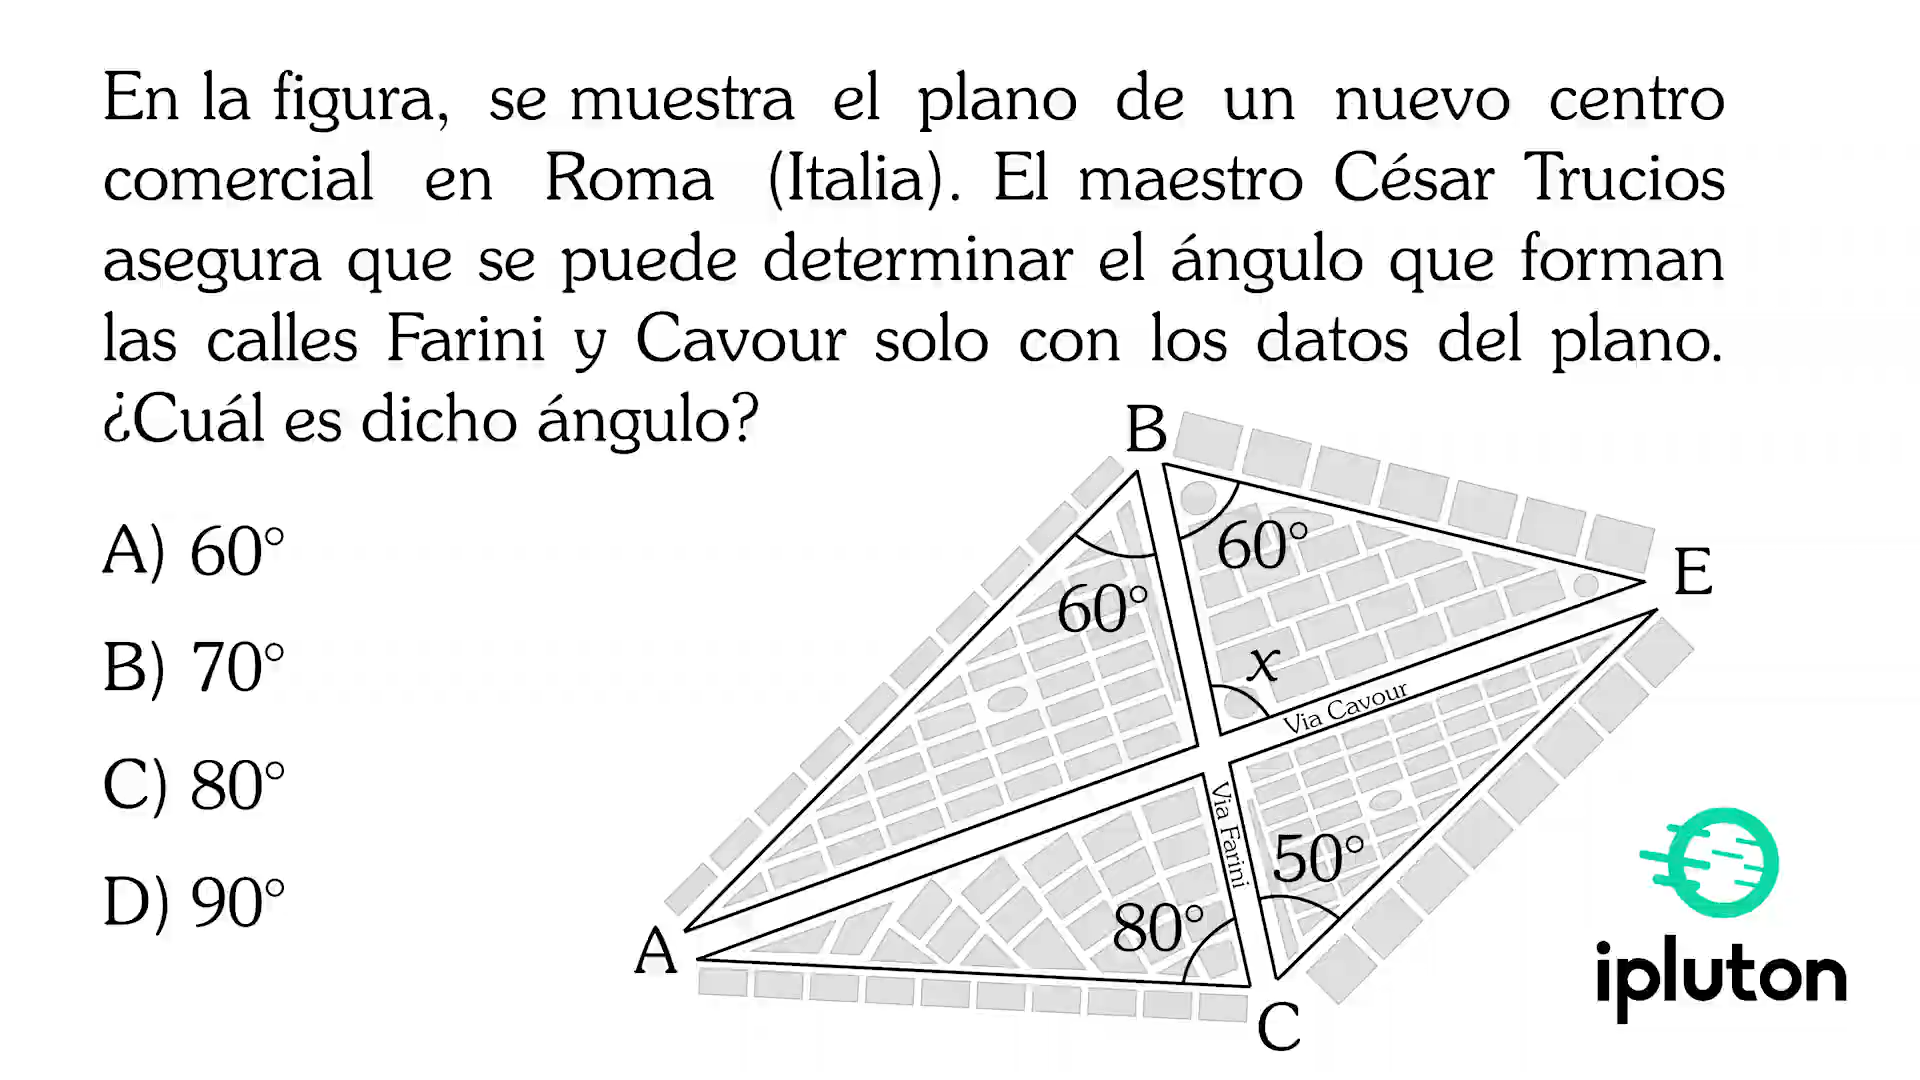 En la figura, se muestra el plano de un nuevo centro
comercial en Roma (Italia). El maestro César Trucios
asegura que se puede determinar el ángulo que forman
las calles Farini y Cavour solo con los datos del plano.
¿Cuál es dicho ángulo?
A) 60°
B) 70°
C) 80°
D) 90°
B
E
60°
60°
x
Via Cavour
Via Farini
50°
80°
A
C
ipluton